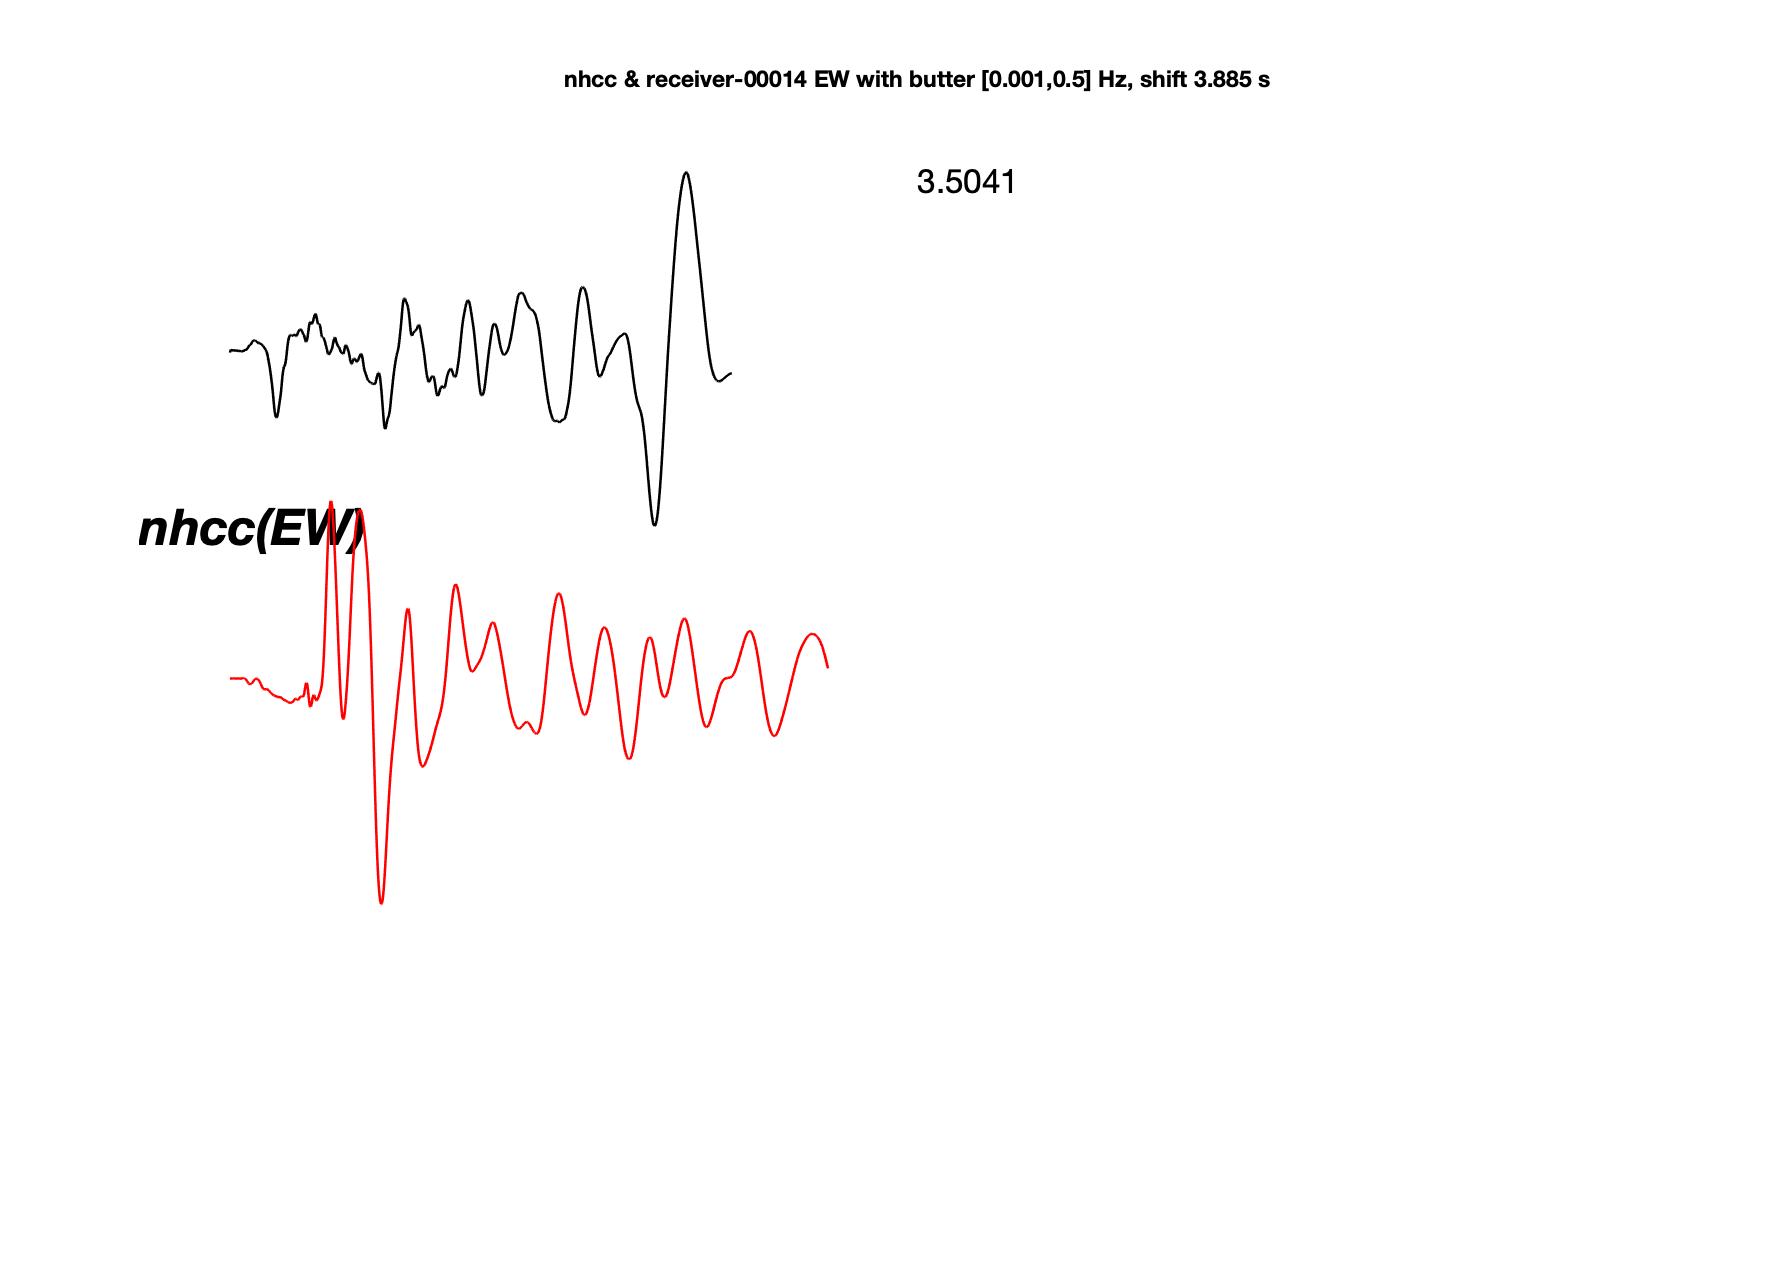 nhcc & receiver-00014 EW with butter [0.001,0.5] Hz, shift 3.885 s
3.5041
nhcc(EW)